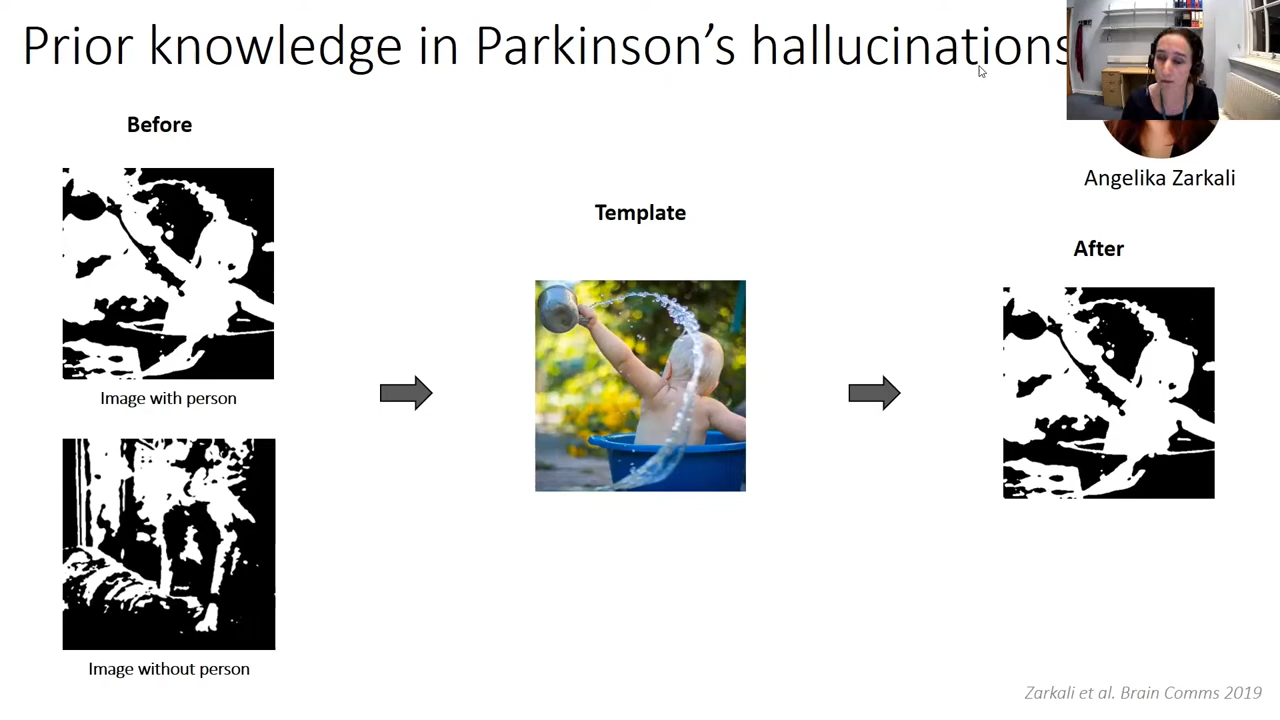 Prior knowledge in Parkinson's hallucinations
Before
Angelika Zarkali
Template
After
Image with person
Image without person
Zarkali et al. Brain Comms 2019